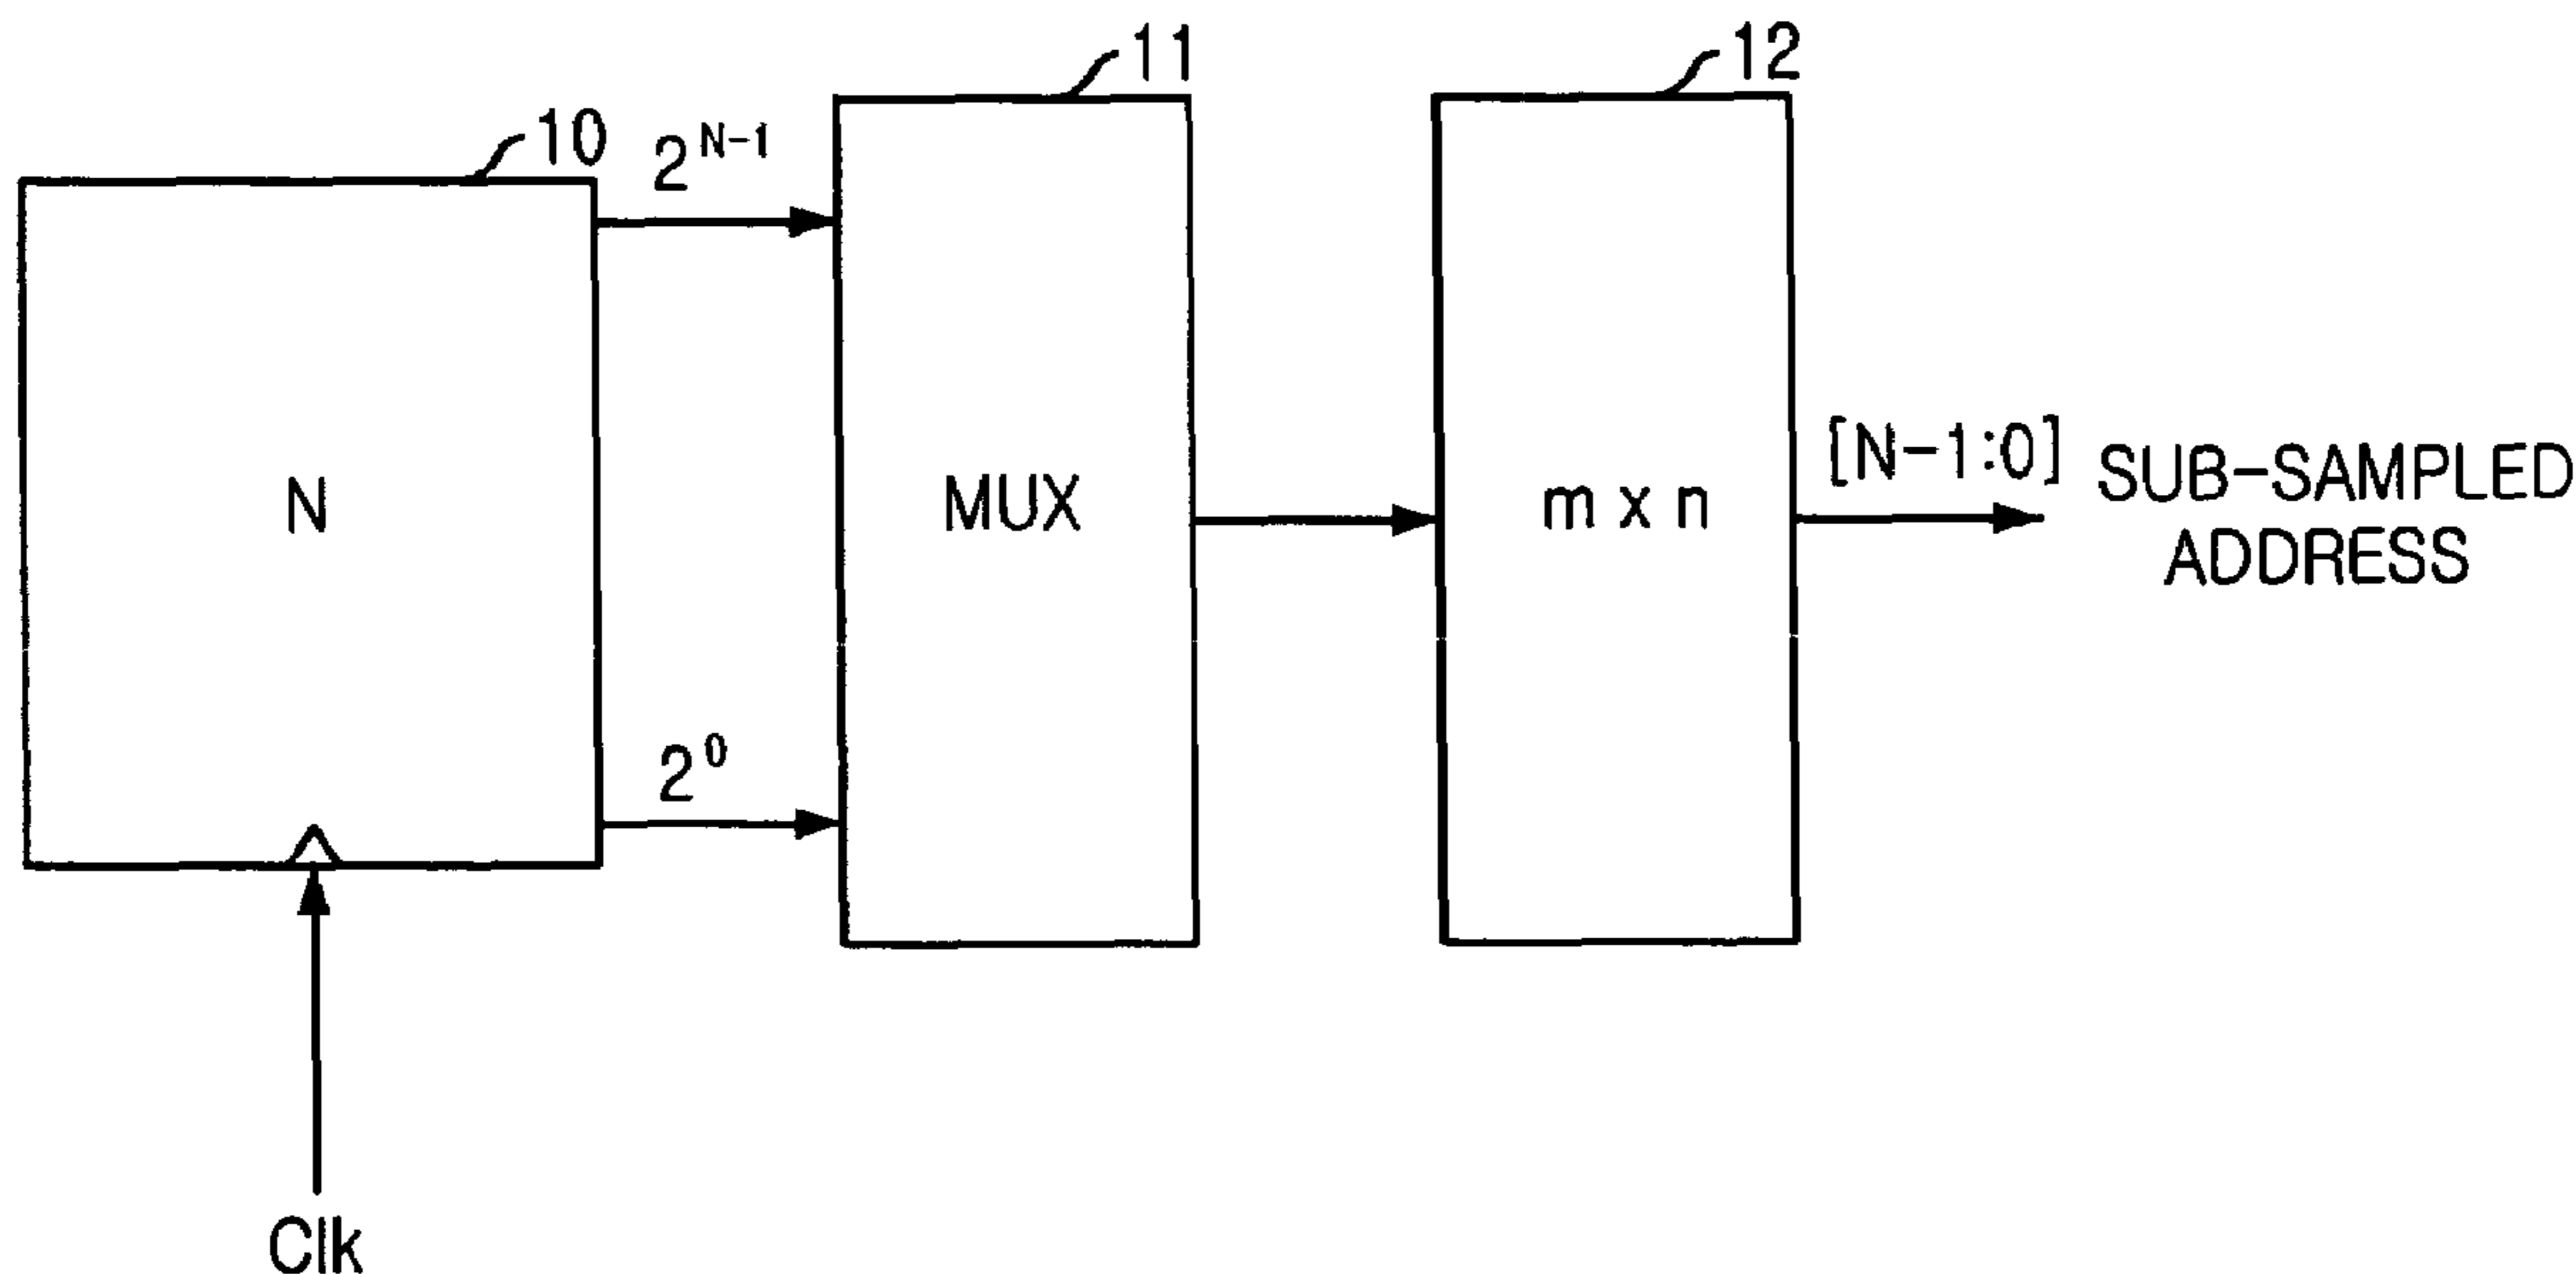 11
12
10
2^{N-1}
N
MUX
m x n
[N-1:0]
SUB-SAMPLED
ADDRESS
2^{0}
Clk